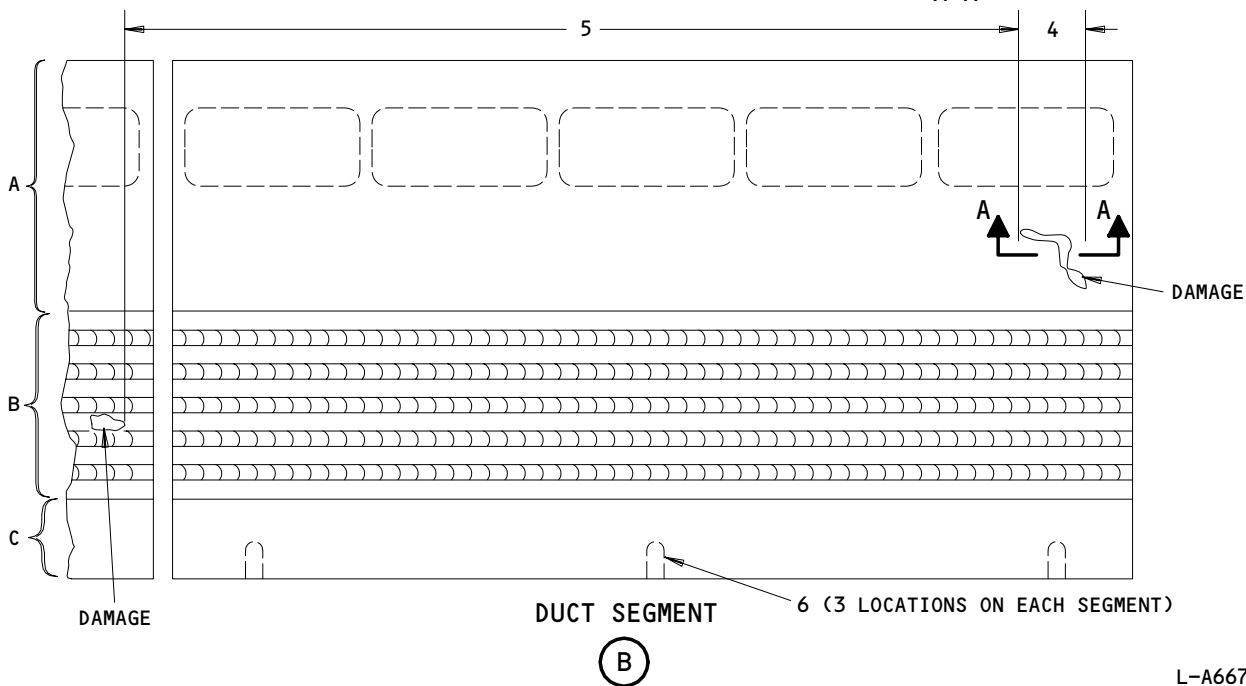 5
4
A
A A
DAMAGE
B
C
DAMAGE
DUCT SEGMENT
6 (3 LOCATIONS ON EACH SEGMENT)
B
L-A667